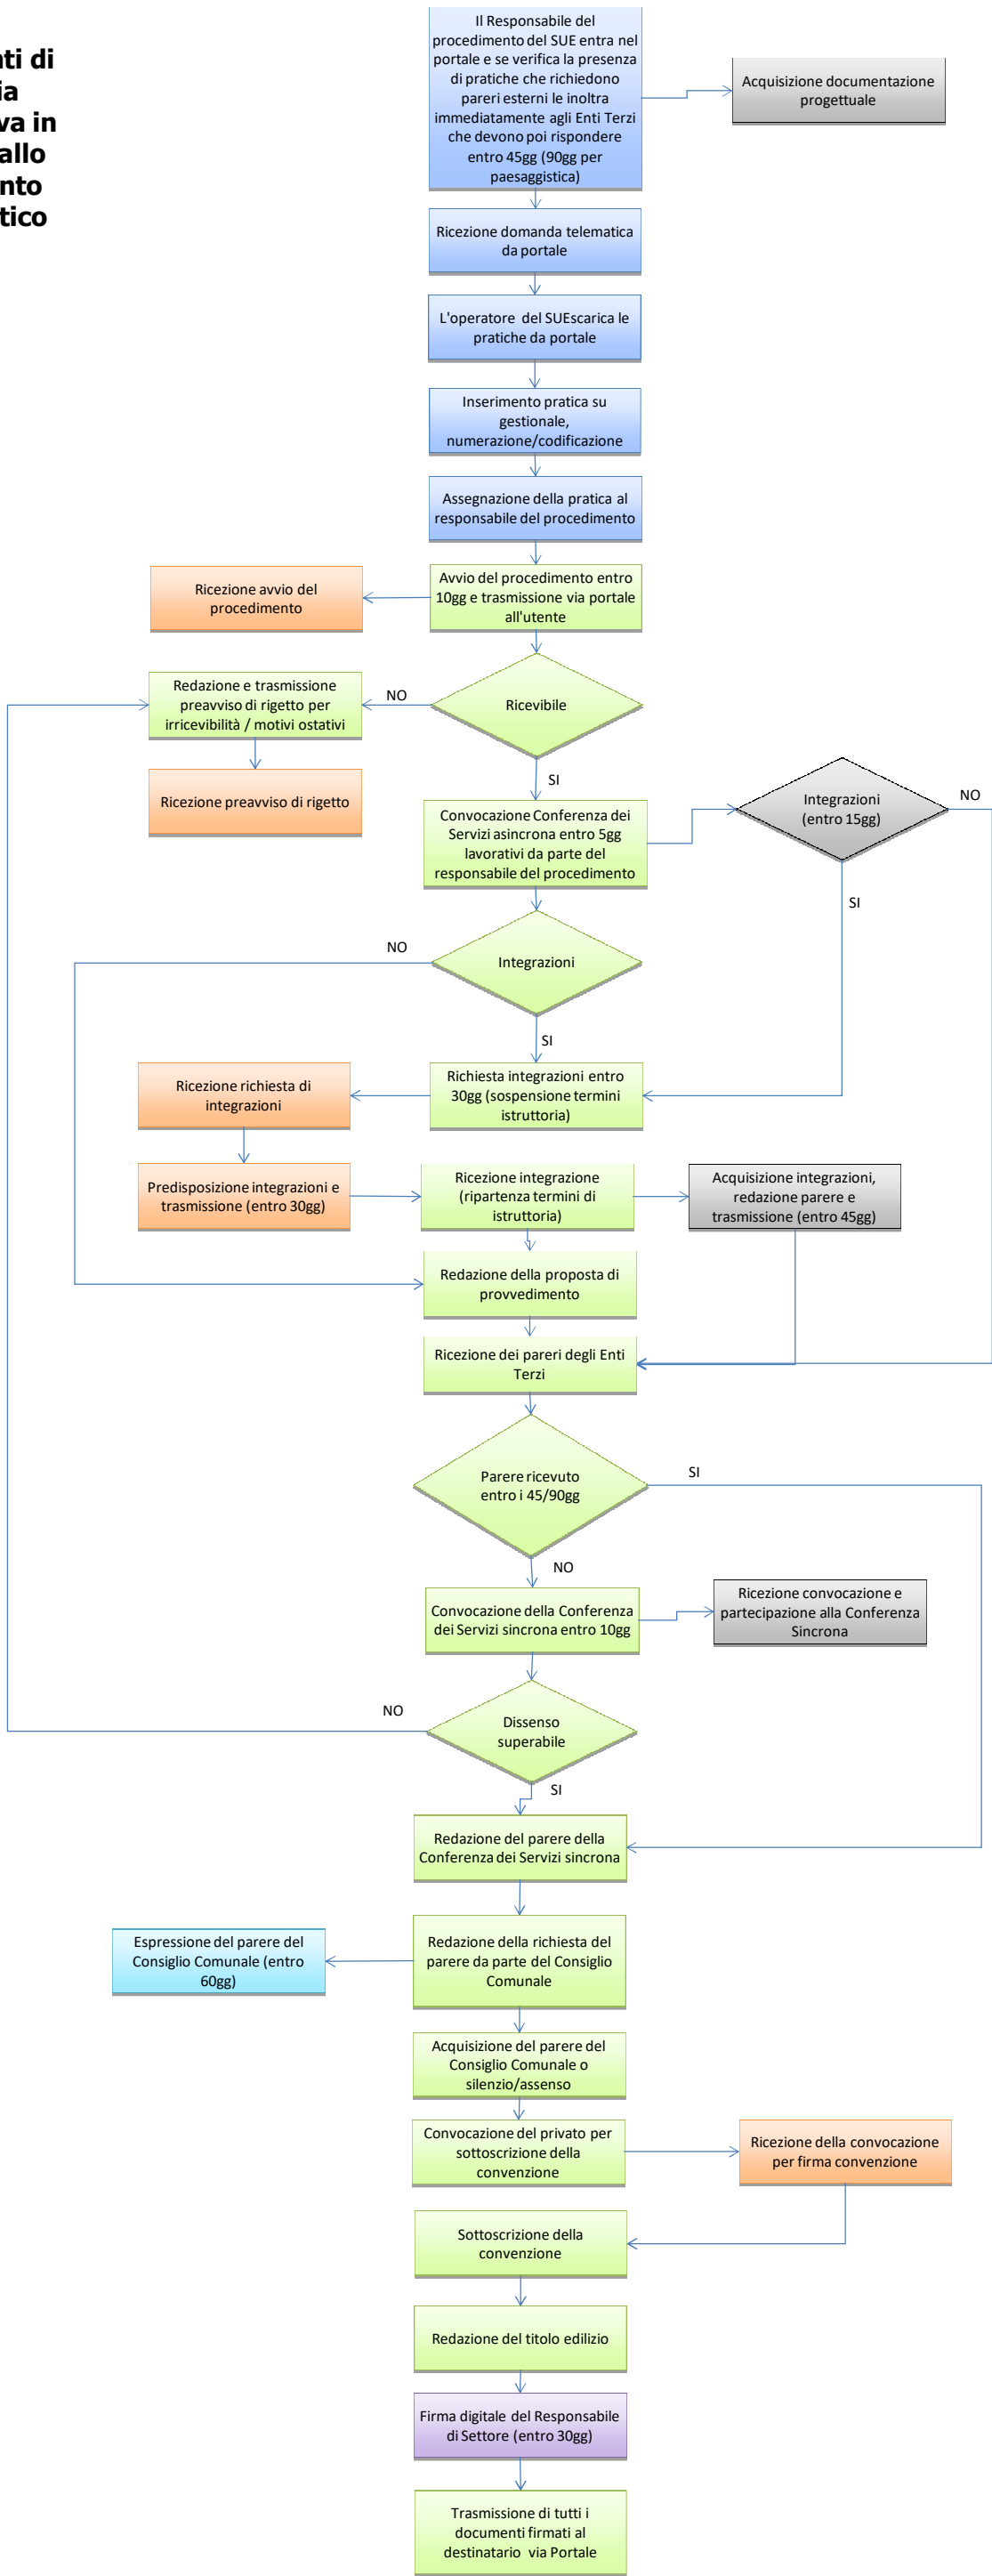 Il Responsabile del
procedimento del SUE entra nel
portale e se verifica la presenza
di pratiche che richiedono
pareri esterni le inoltra
immediatamente agli Enti Terzi
che devono poi rispondere
entro 45gg (90gg per
paesaggistica)
Acquisizione documentazione
progettuale
ti di
ia
va in
allo
nto
tico
Ricezione domanda telematica
da portale
L'operatore del SUEscarica le
pratiche da portale
Inserimento pratica su
gestionale,
numerazione/codificazione
Assegnazione della pratica al
responsabile del procedimento
Avvio del procedimento entro
10gg e trasmissione via portale
all'utente
Ricezione avvio del
procedimento
Ricevibile
NO
Redazione e trasmissione
preavviso di rigetto per
irricevibilità / motivi ostativi
Ricezione preavviso di rigetto
SI
Convocazione Conferenza dei
Servizi asincrona entro 5gg
lavorativi da parte del
responsabile del procedimento
Integrazioni
(entro 15gg)
NO
SI
Integrazioni
NO
SI
Richiesta integrazioni entro
30gg (sospensione termini
istruttoria)
Ricezione richiesta di
integrazioni
Predisposizione integrazioni e
trasmissione (entro 30gg)
Ricezione integrazione
(ripartenza termini di
istruttoria)
Acquisizione integrazioni,
redazione parere e
trasmissione (entro 45gg)
Redazione della proposta di
provvedimento
Ricezione dei pareri degli Enti
Terzi
Parere ricevuto
entro i 45/90gg
SI
NO
Convocazione della Conferenza
dei Servizi sincrona entro 10gg
Ricezione convocazione e
partecipazione alla Conferenza
Sincrona
Dissenso
superabile
NO
SI
Redazione del parere della
Conferenza dei Servizi sincrona
Redazione della richiesta del
parere da parte del Consiglio
Comunale
Espressione del parere del
Consiglio Comunale (entro
60gg)
Acquisizione del parere del
Consiglio Comunale o
silenzio/assenso
Convocazione del privato per
sottoscrizione della
convenzione
Ricezione della convocazione
per firma convenzione
Sottoscrizione della
convenzione
Redazione del titolo edilizio
Firma digitale del Responsabile
di Settore (entro 30gg)
Trasmissione di tutti i
documenti firmati al
destinatario via Portale